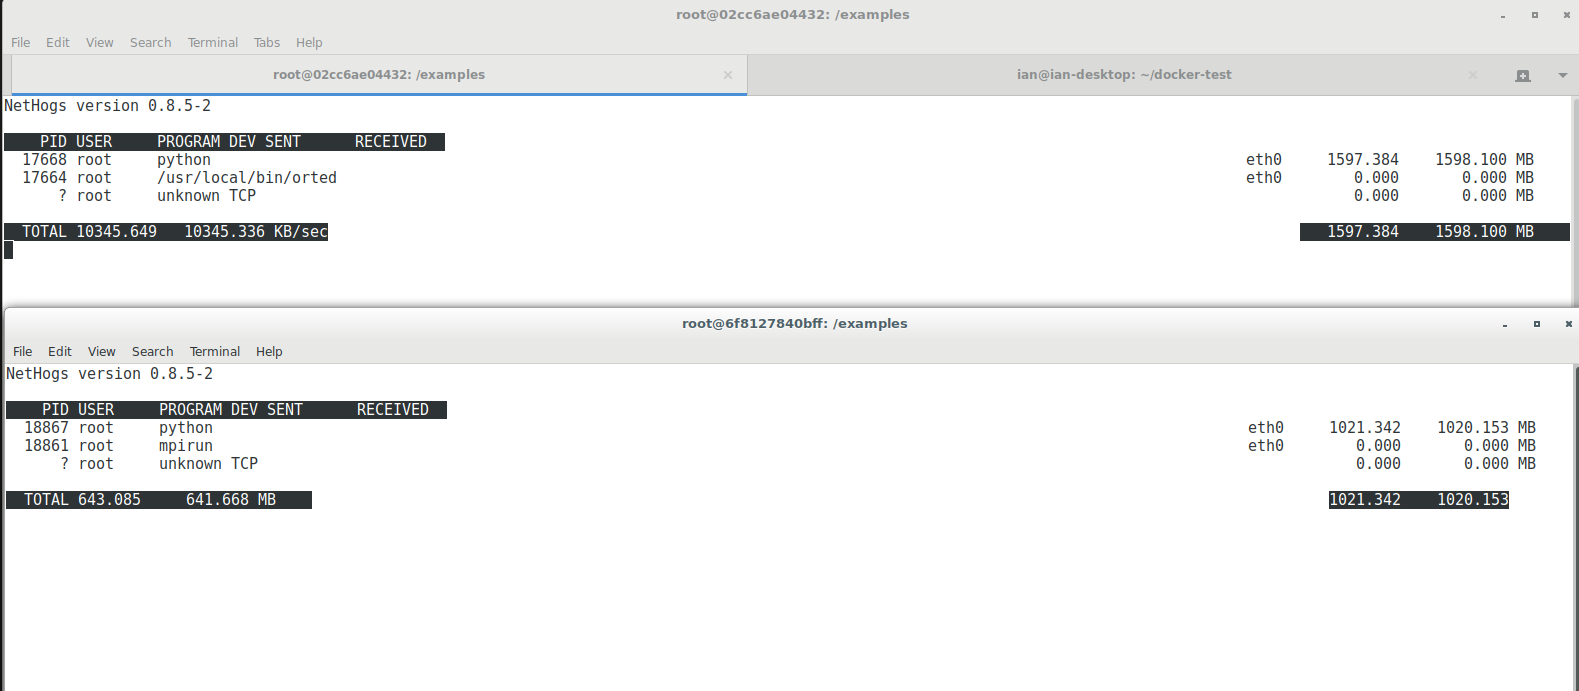 root@02cc6ae04432: /examples
File Edit View Search Terminal Tabs Help
root@02cc6ae04432: /examples ian@ian-desktop: ~/docker-test
NetHogs version 0.8.5-2
PID USER PROGRAM DEV SENT RECEIVED
17668 root python eth0 1597.384 1598.100 MB
17664 root /usr/local/bin/orted eth0 0.000 0.000 MB
? root unknown TCP 0.000 0.000 MB
TOTAL 10345.649 10345.336 KB/sec 1597.384 1598.100 MB
root@6f8127840bff: /examples
File Edit View Search Terminal Help
NetHogs version 0.8.5-2
PID USER PROGRAM DEV SENT RECEIVED
18867 root python eth0 1021.342 1020.153 MB
18861 root mpirun eth0 0.000 0.000 MB
? root unknown TCP 0.000 0.000 MB
TOTAL 643.085 641.668 MB 1021.342 1020.153